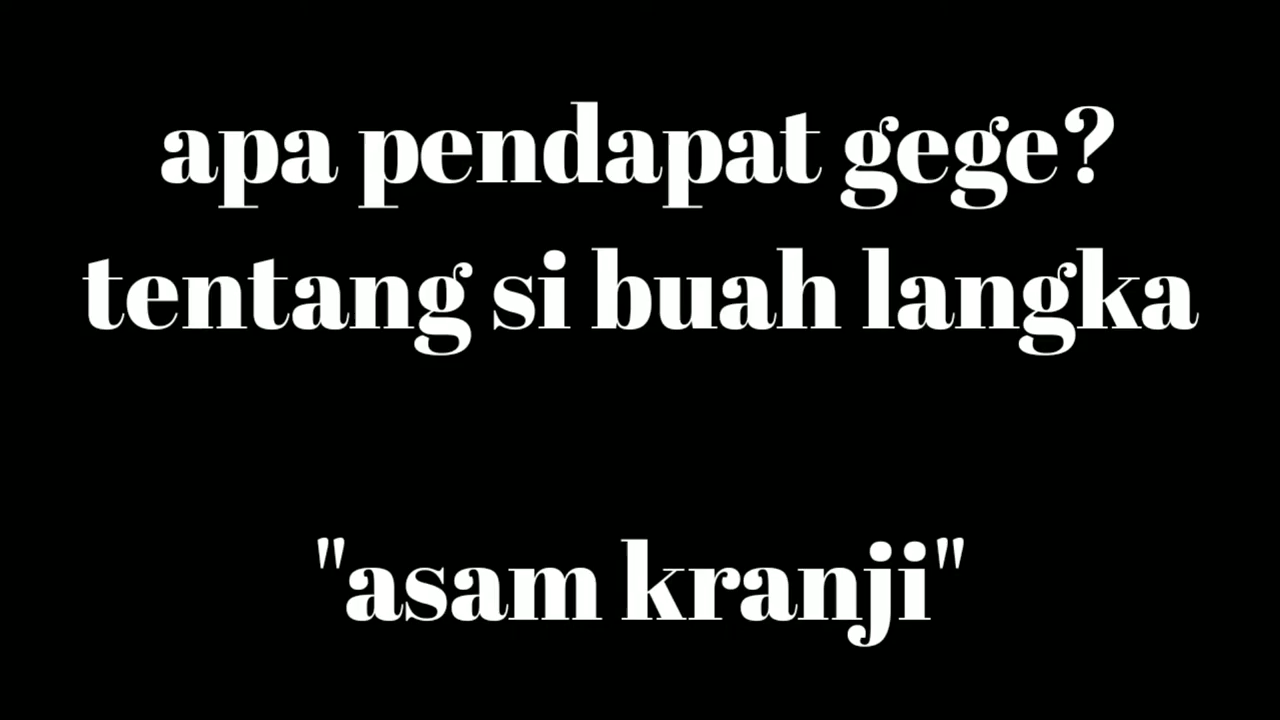 apa pendapat gege?
tentang si buah langka
"asam kranji"